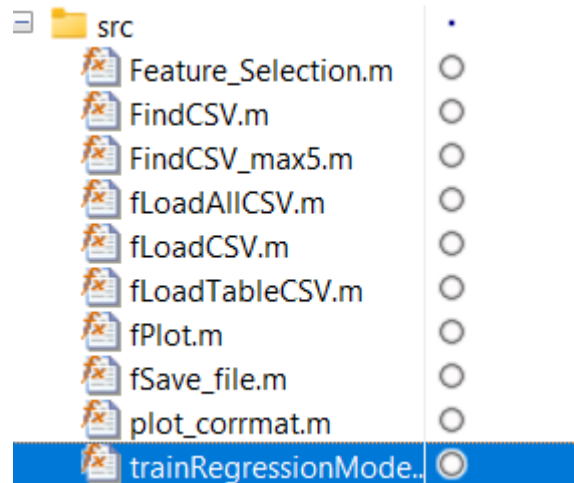 src
Feature_Selection.m
FindCSV.m
FindCSV_max5.m
fLoadAllCSV.m
fLoadCSV.m
fLoadTableCSV.m
fPlot.m
fSave_file.m
plot_corrmat.m
trainRegressionMode..